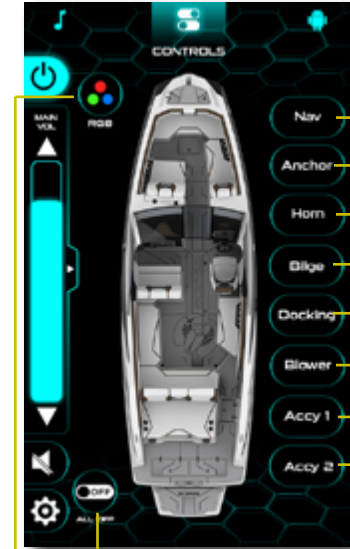 CONTROLS
MAIN
VOL
RGB
Nav
Anchor
Horn
Bilge
Docking
Blower
Accy 1
Accy 2
OFF
ALL OFF